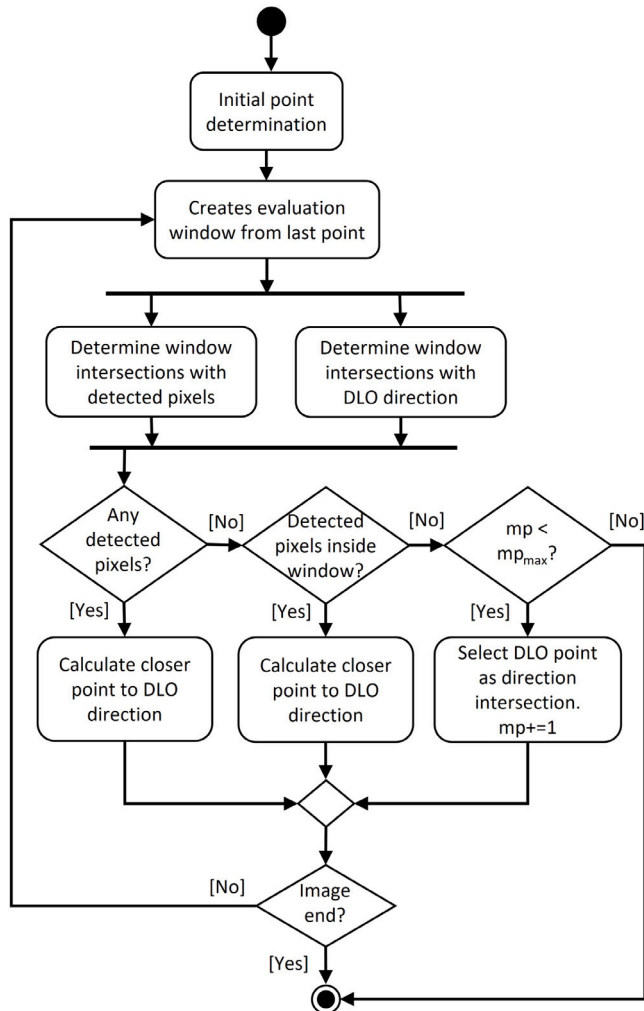 Initial point
determination
Creates evaluation
window from last point
Determine window
intersections with
detected pixels
Determine window
intersections with
DLO direction
Any
detected
pixels?
[No]
Detected
pixels inside
window?
[No]
mp <
mpmax?
[No]
[Yes]
[Yes]
[Yes]
Calculate closer
point to DLO
direction
Calculate closer
point to DLO
direction
Select DLO point
as direction
intersection.
mp+=1
[No]
Image
end?
[Yes]